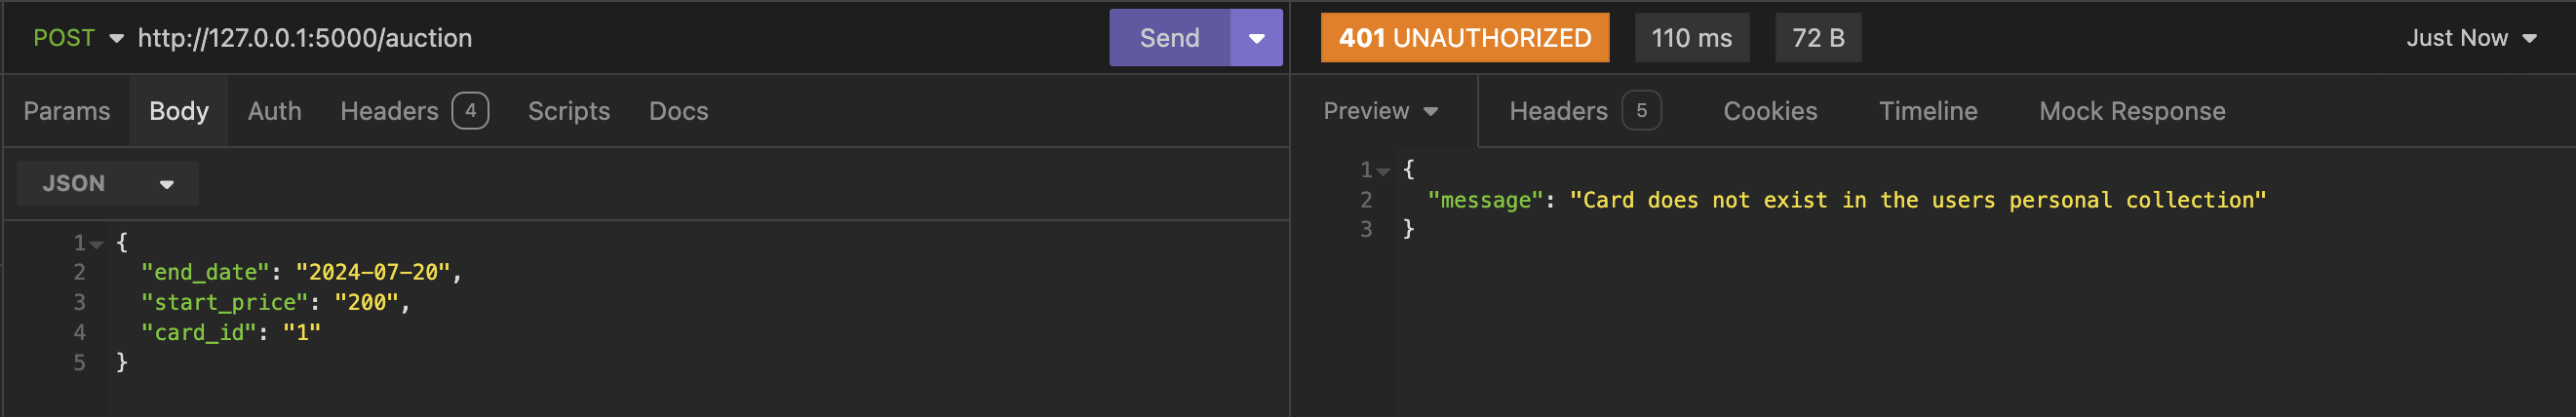 POST http://127.0.0.1:5000/auction Send
401 UNAUTHORIZED 110 ms 72 B Just Now
Params Body Auth Headers 4 Scripts Docs
Preview Headers 5 Cookies Timeline Mock Response
JSON
1 {
2 "end_date": "2024-07-20",
3 "start_price": "200",
4 "card_id": "1"
5 }
1 {
2 "message": "Card does not exist in the users personal collection"
3 }